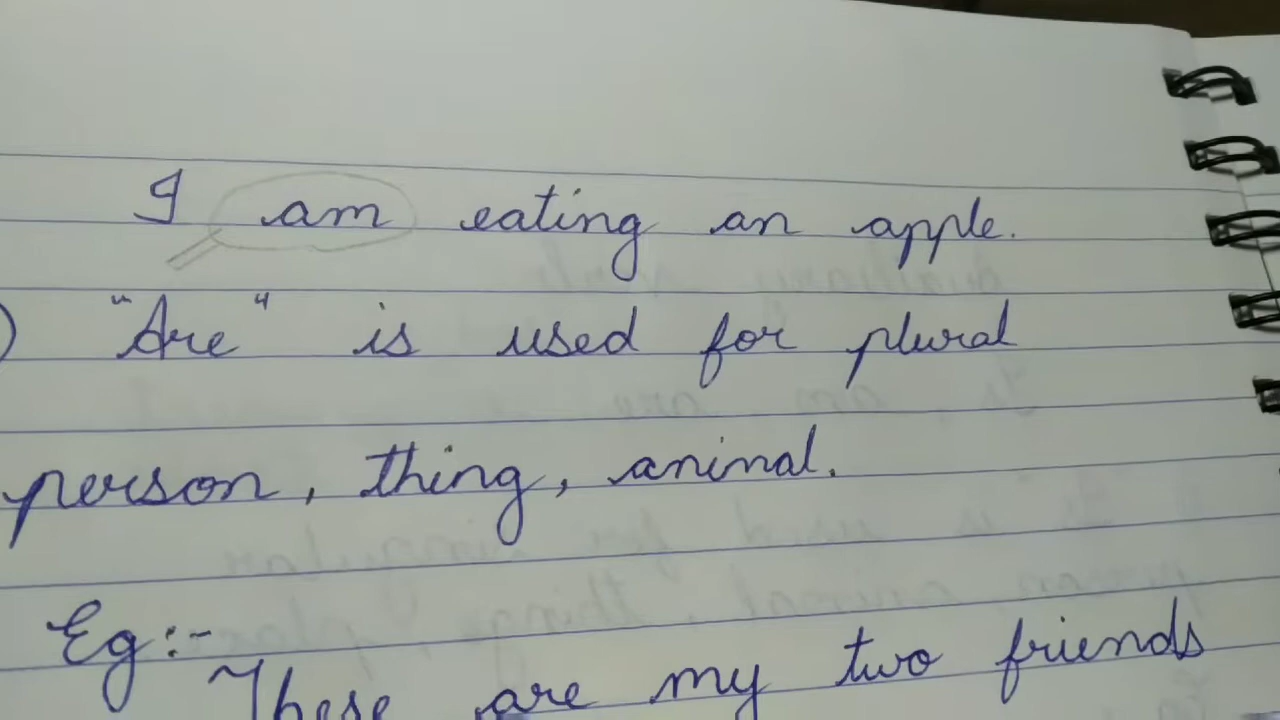 I am eating an apple.
) "Are" is used for plural
person, thing, animal.
Eg:-
These are my two friends